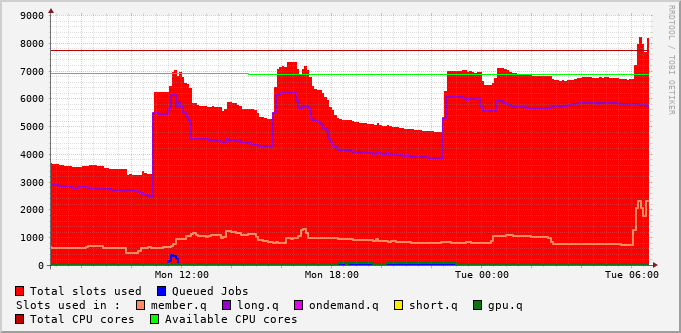 9000
8000
7000
6000
5000
4000
3000
2000
1000
0
Mon 12:00 Mon 18:00 Tue 00:00 Tue 06:00
Total slots used Queued Jobs
Slots used in : member.q long.q ondemand.q short.q gpu.q
Total CPU cores Available CPU cores
RRDTOOL / TOBI OETIKER